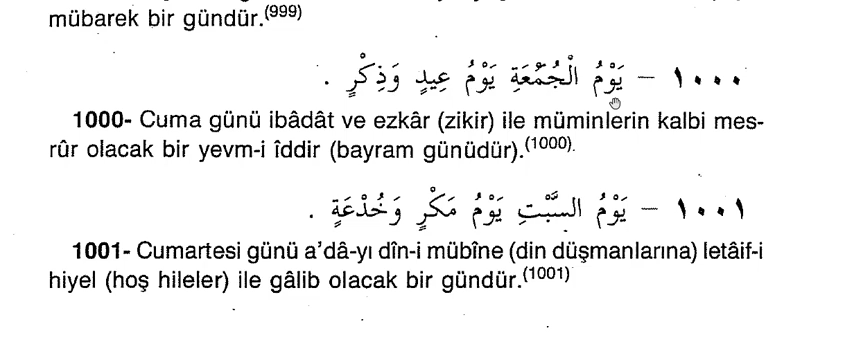 mübarek bir gündür.(999)
١٠٠٠ – يَوْمُ الْجُمُعَةِ يَوْمُ عِيدٍ وَذِكْرٍ .
1000- Cuma günü ibâdât ve ezkâr (zikir) ile müminlerin kalbi mes-
rûr olacak bir yevm-i îddir (bayram günüdür).(1000)
١٠٠١ – يَوْمُ السَّبْتِ يَوْمُ مَكْرٍ وَخُدْعَةٍ .
1001- Cumartesi günü a'dâ-yı dîn-i mübîne (din düşmanlarına) letâif-i
hiyel (hoş hileler) ile gâlib olacak bir gündür.(1001)